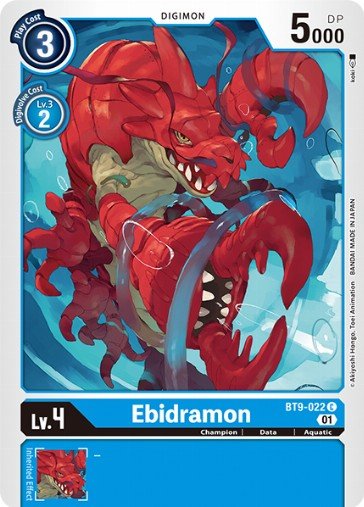 Play Cost
3
DIGIMON
DP
5000
Digivolve Cost
Lv.3
2
koki
© Akiyoshi Hongo, Toei Animation BANDAI MADE IN JAPAN
Lv.4
Ebidramon
BT9-022 C
01
Champion | Data | Aquatic
Inherited Effect
-